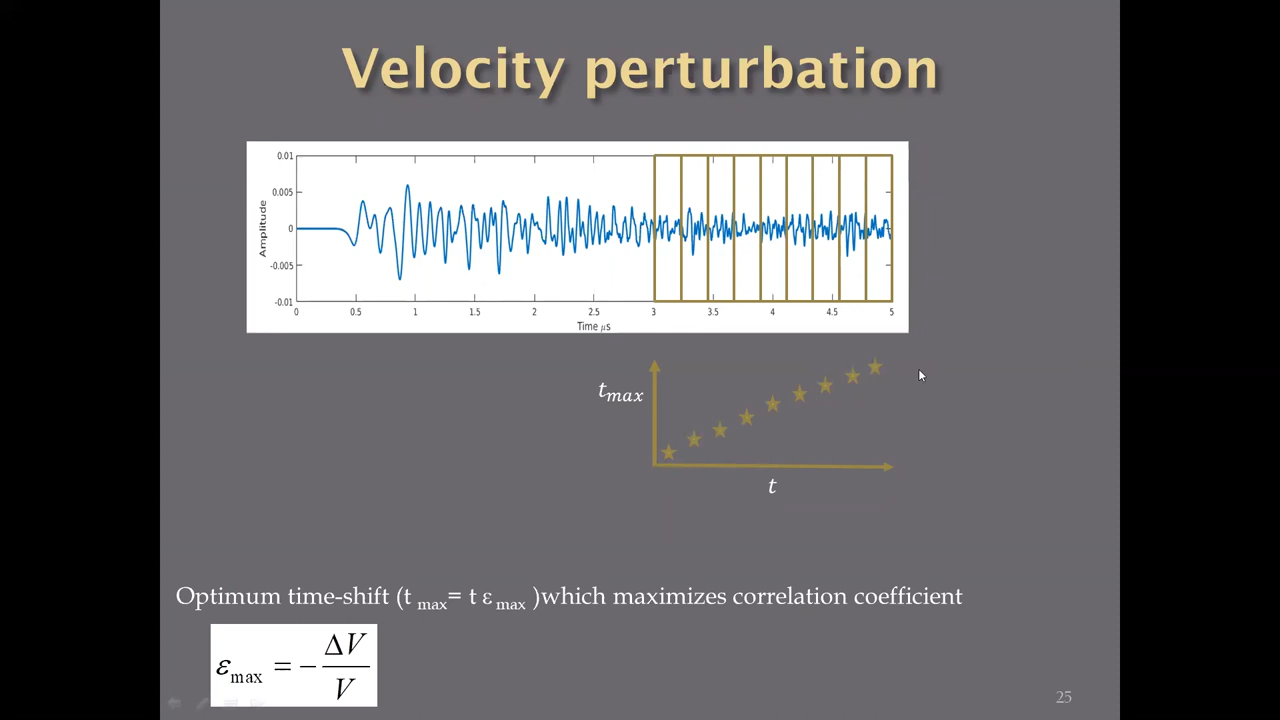 Velocity perturbation
0.01
0.005
0
-0.005
-0.01
Amplitude
0 0.5 1 1.5 2 2.5 3 3.5 4 4.5 5
Time μs
t_max
t
Optimum time-shift (t max= t ε max )which maximizes correlation coefficient
ε_max = − ΔV / V
25